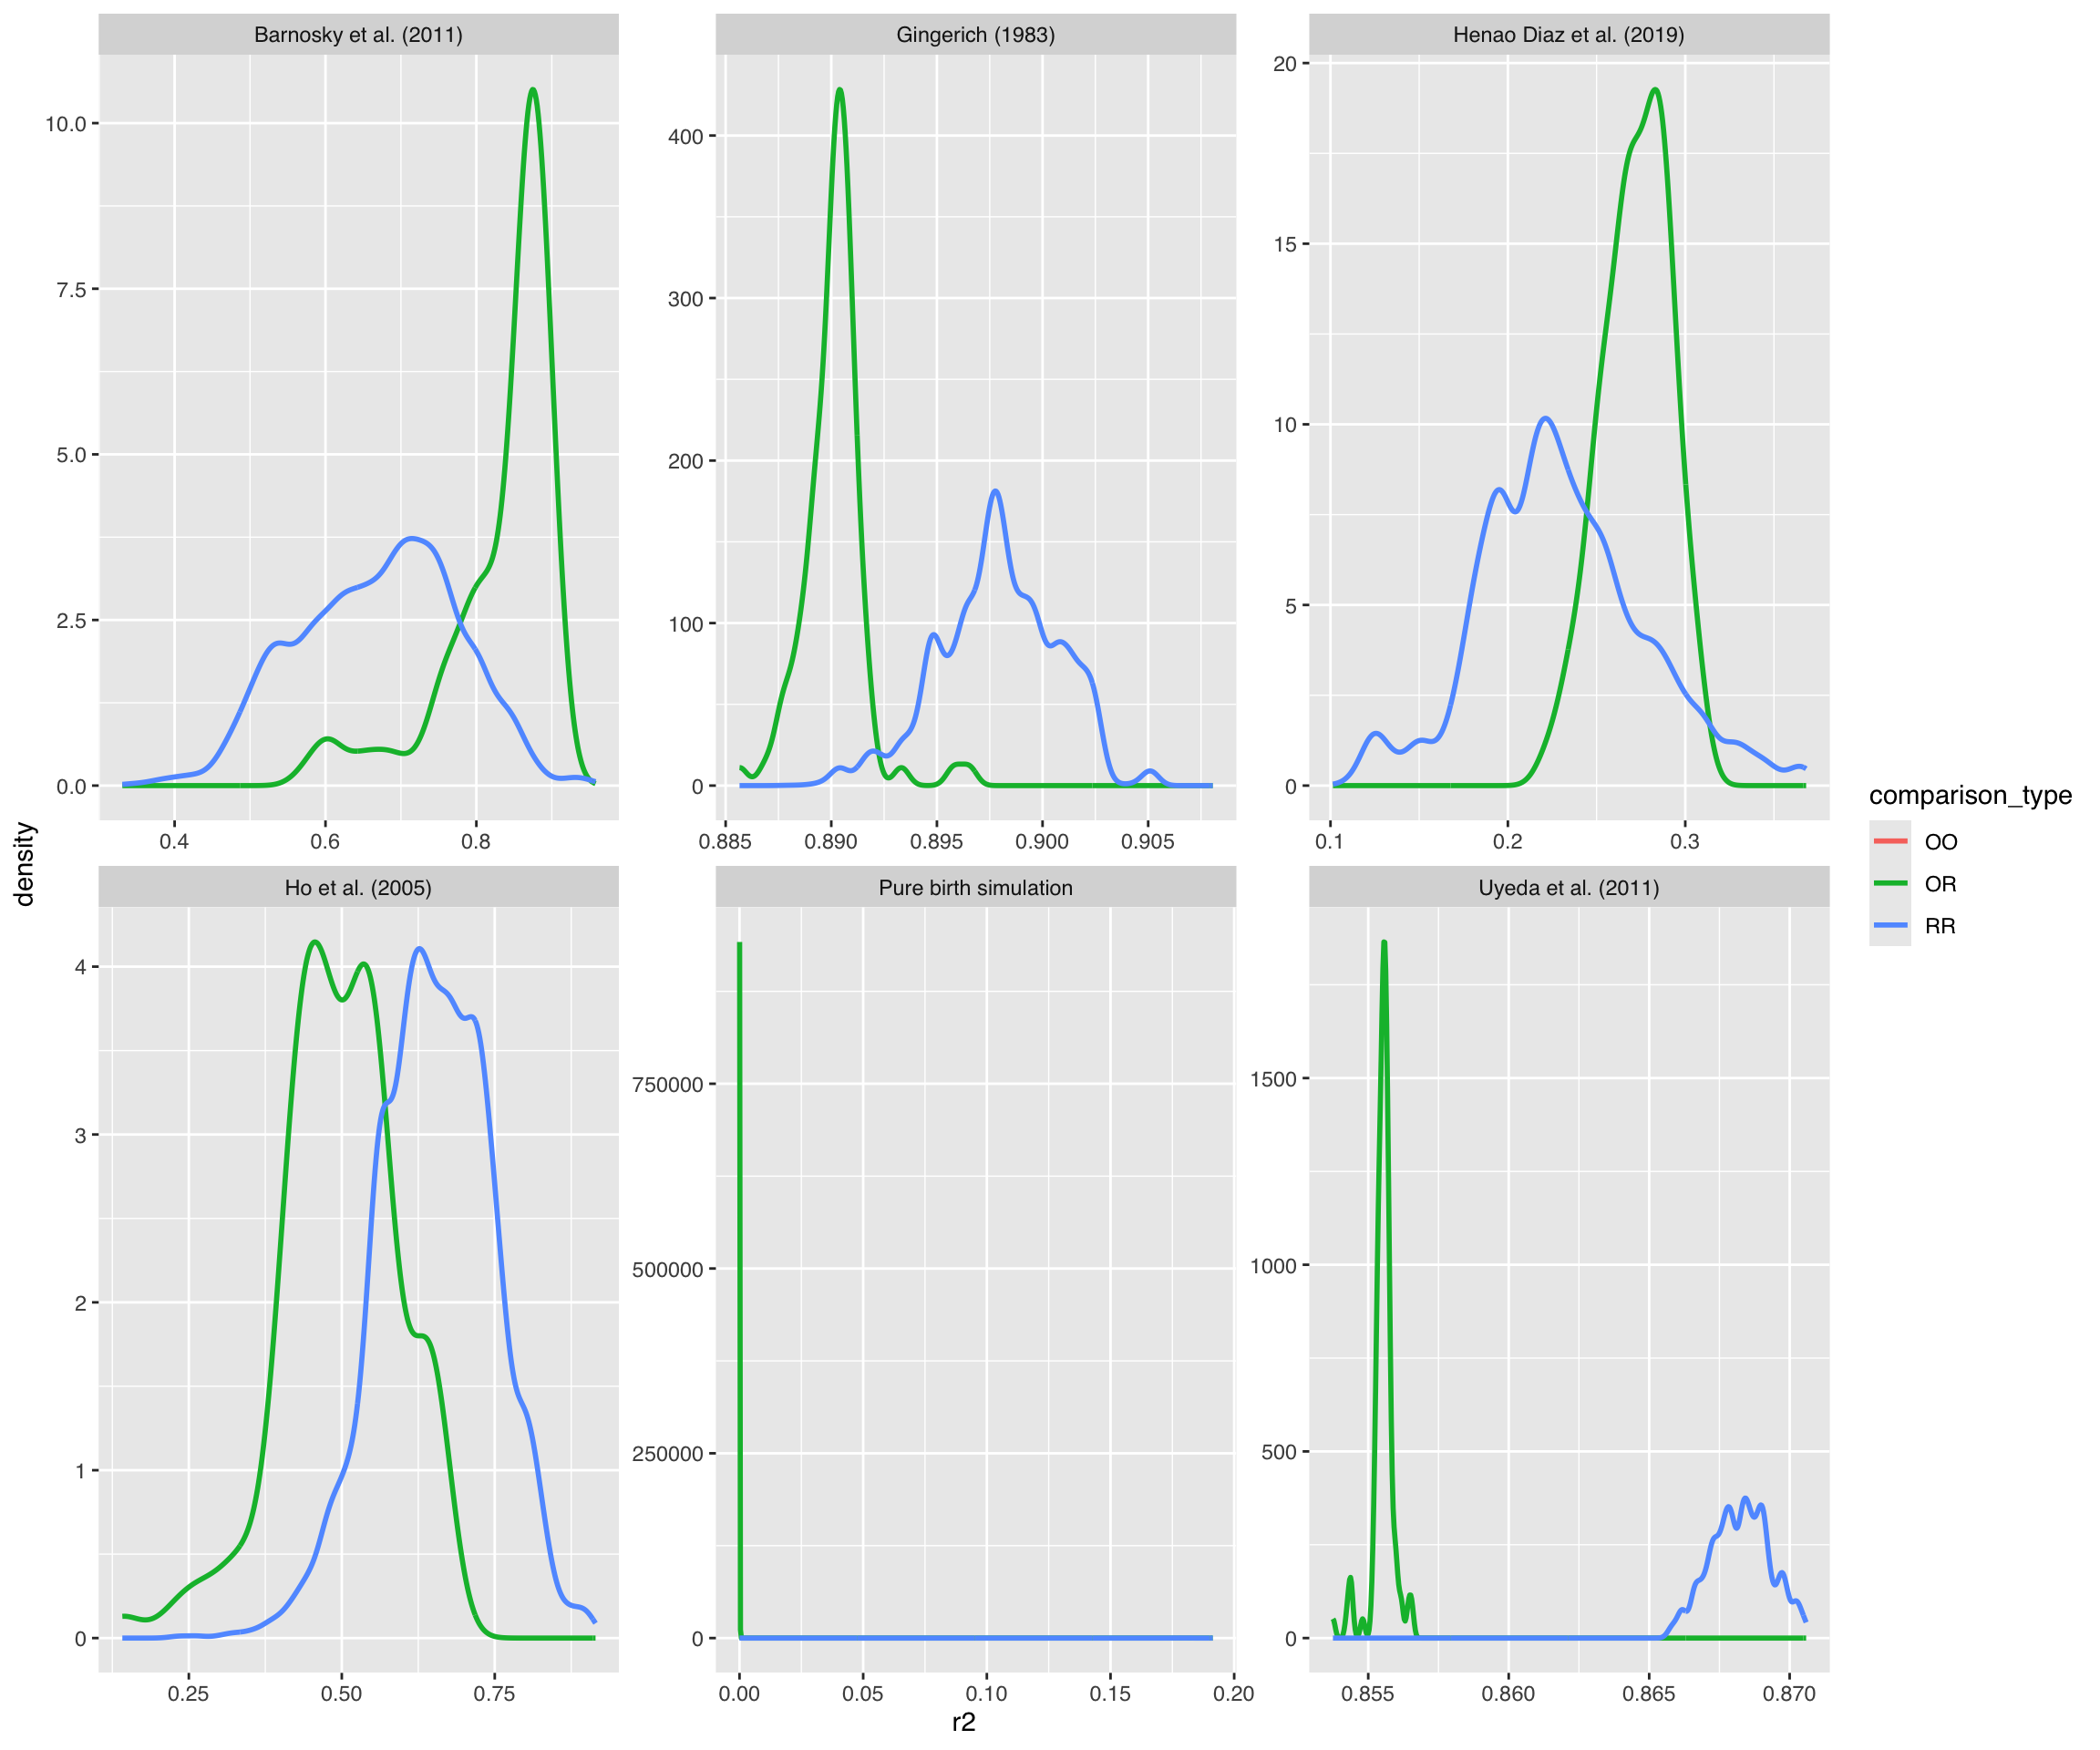 Barnosky et al. (2011)
Gingerich (1983)
Henao Diaz et al. (2019)
10.0
7.5
5.0
2.5
0.0
0.4 0.6 0.8
400
300
200
100
0
0.885 0.890 0.895 0.900 0.905
20
15
10
5
0
0.1 0.2 0.3
density
Ho et al. (2005)
Pure birth simulation
Uyeda et al. (2011)
4
3
2
1
0
0.25 0.50 0.75
750000
500000
250000
0
0.00 0.05 0.10 0.15 0.20
1500
1000
500
0
0.855 0.860 0.865 0.870
r2
comparison_type
OO
OR
RR